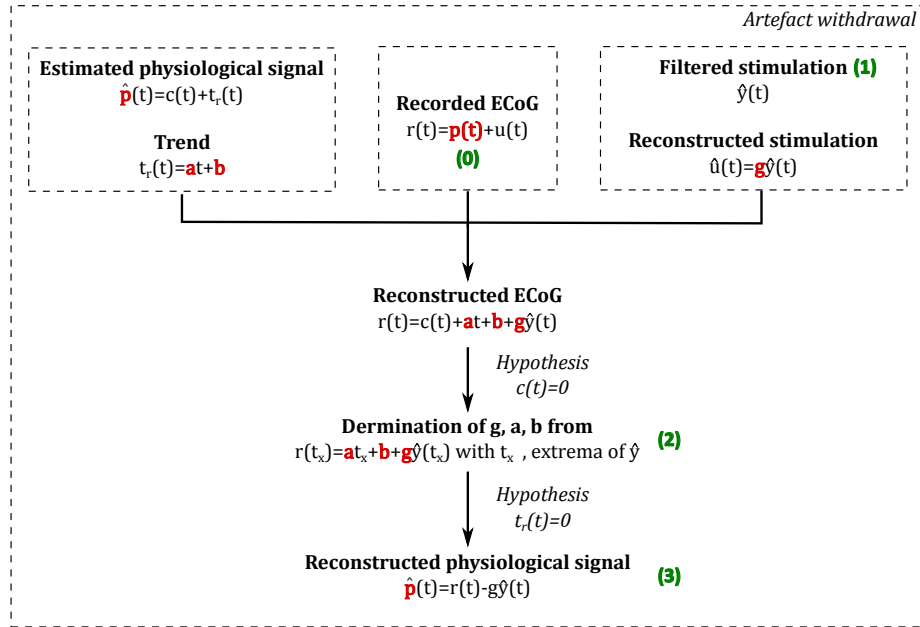 Artefact withdrawal
Estimated physiological signal
p̂(t)=c(t)+tᵣ(t)
Trend
tᵣ(t)=at+b
Recorded ECoG
r(t)=p(t)+u(t)
(0)
Filtered stimulation (1)
ŷ(t)
Reconstructed stimulation
û(t)=gŷ(t)
Reconstructed ECoG
r(t)=c(t)+at+b+gŷ(t)
Hypothesis
c(t)=0
Dermination of g, a, b from
r(tₓ)=atₓ+b+gŷ(tₓ) with tₓ , extrema of ŷ
(2)
Hypothesis
tᵣ(t)=0
Reconstructed physiological signal
p̂(t)=r(t)-gŷ(t)
(3)